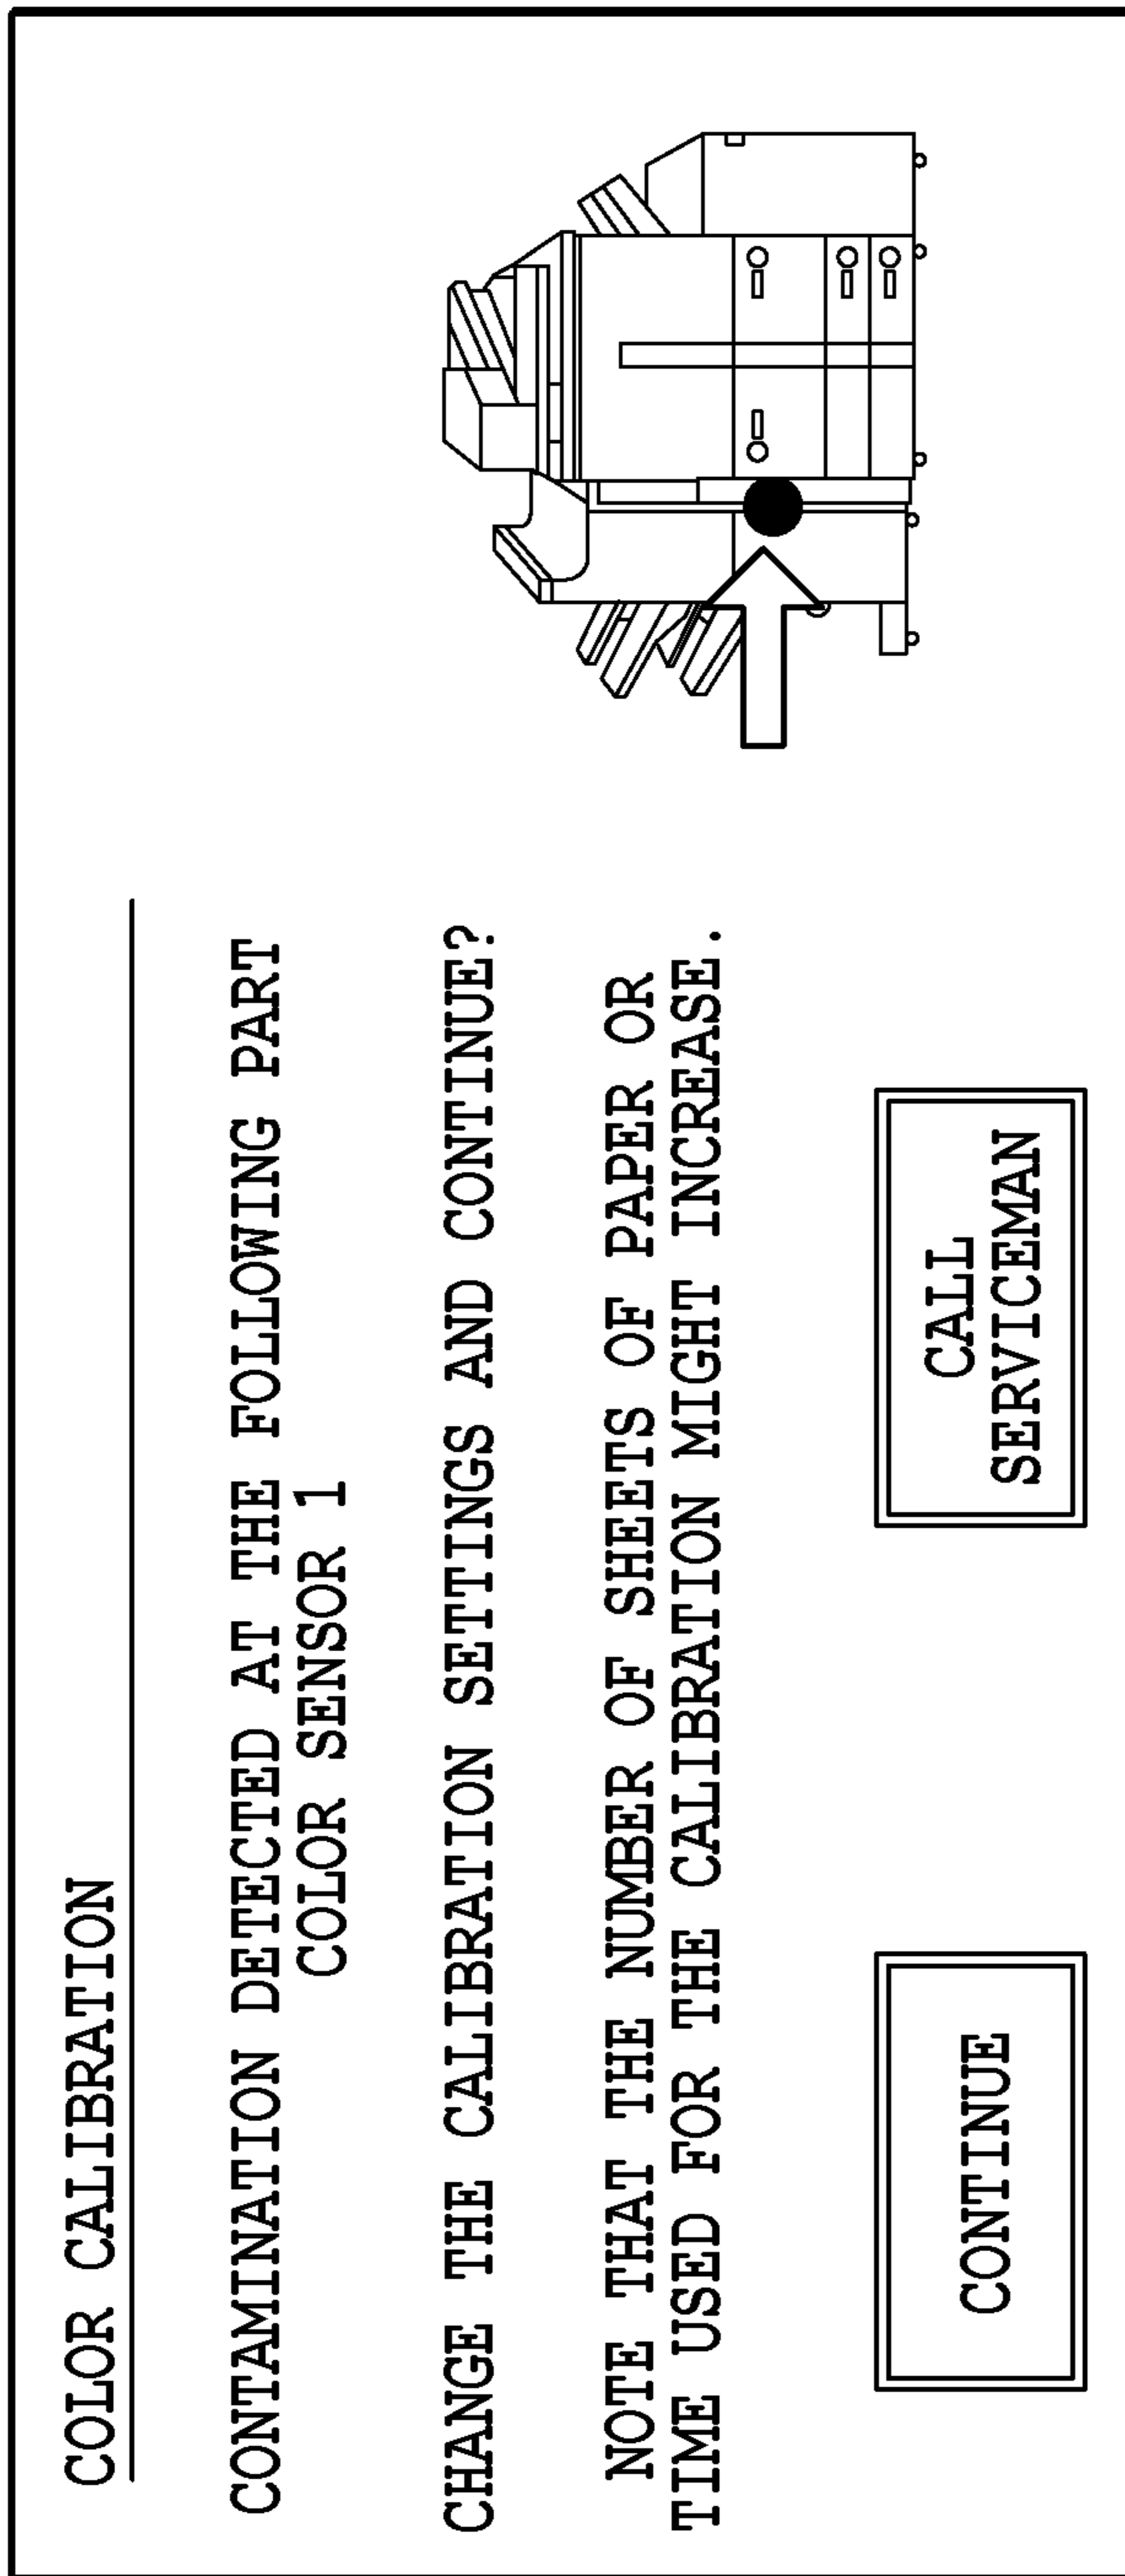 COLOR CALIBRATION
CONTAMINATION DETECTED AT THE FOLLOWING PART
COLOR SENSOR 1
CHANGE THE CALIBRATION SETTINGS AND CONTINUE?
NOTE THAT THE NUMBER OF SHEETS OF PAPER OR
TIME USED FOR THE CALIBRATION MIGHT INCREASE.
CONTINUE
CALL
SERVICEMAN